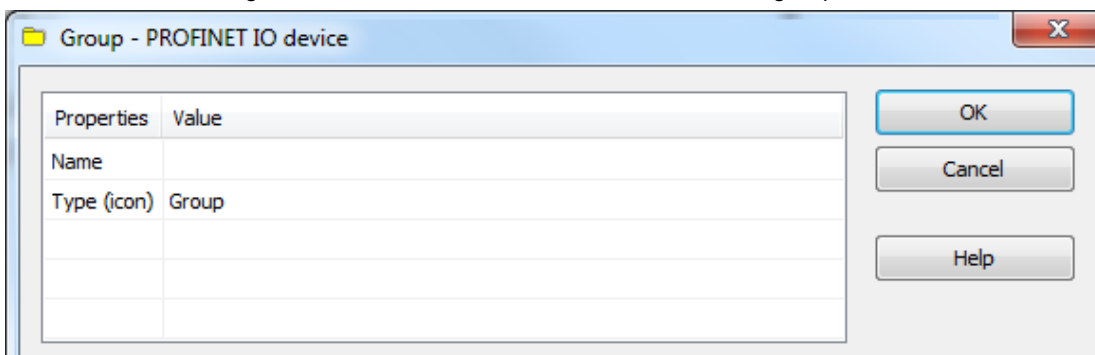 Group - PROFINET IO device
Properties Value
OK
Name
Cancel
Type (icon) Group
Help